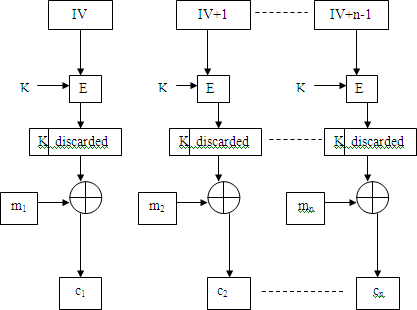 IV IV+1 IV+n-1
K E K E K E
K discarded K discarded K discarded
m1 m2 mn
c1 c2 cn